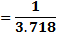 = 1
3.718